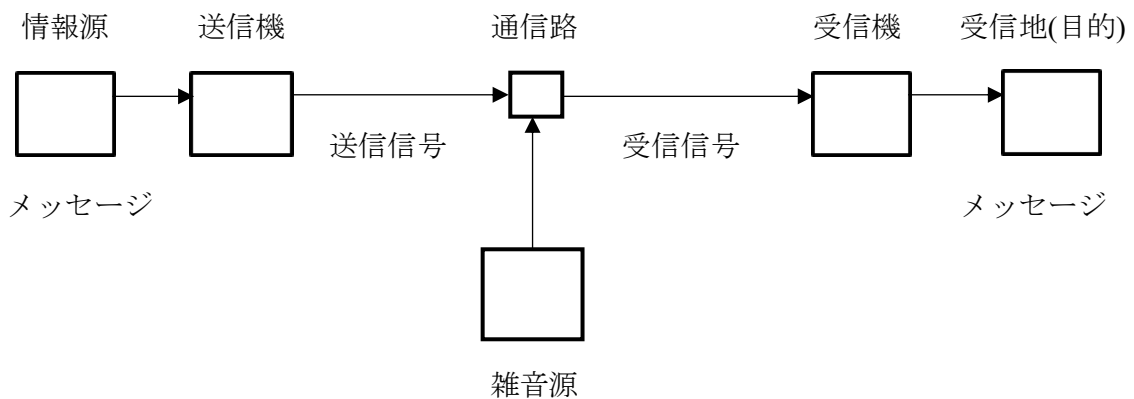 情報源 送信機 通信路 受信機 受信地(目的)
送信信号 受信信号
メッセージ メッセージ
雑音源